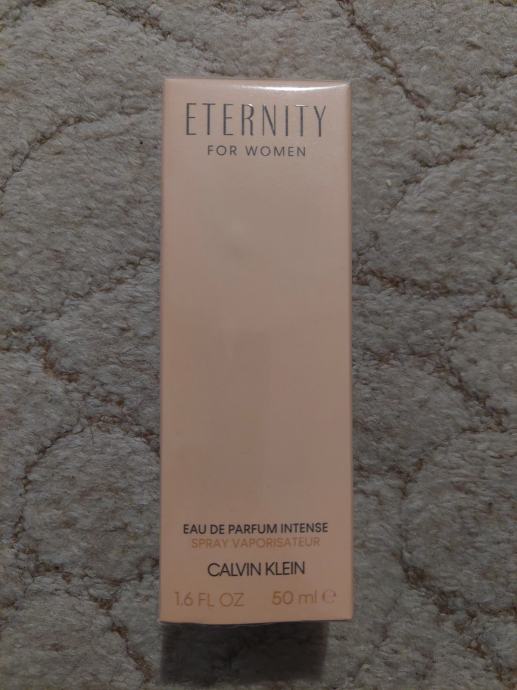 ETERNITY
FOR WOMEN
EAU DE PARFUM INTENSE
SPRAY VAPORISATEUR
CALVIN KLEIN
1.6 FL OZ 50 ml ℮